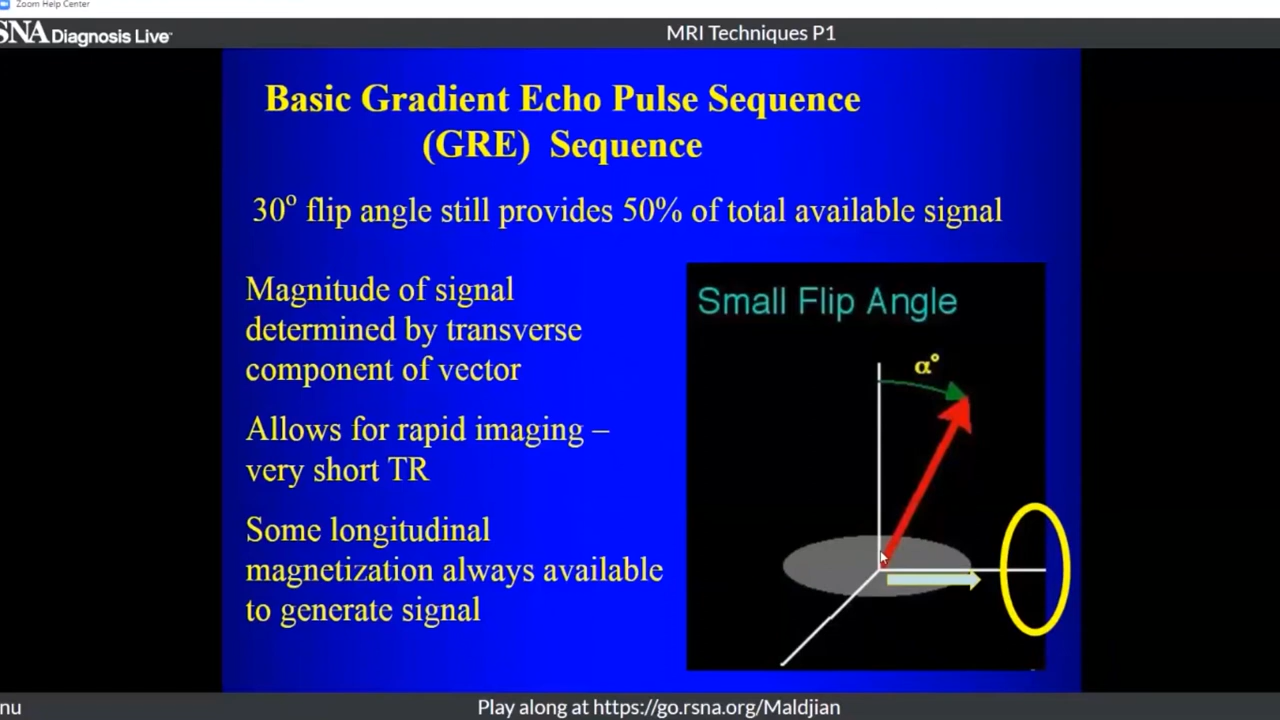 Zoom Help Center
SNA Diagnosis Live™
MRI Techniques P1
Basic Gradient Echo Pulse Sequence
(GRE) Sequence
30° flip angle still provides 50% of total available signal
Magnitude of signal
determined by transverse
component of vector
Allows for rapid imaging –
very short TR
Some longitudinal
magnetization always available
to generate signal
Small Flip Angle
α°
nu
Play along at https://go.rsna.org/Maldjian